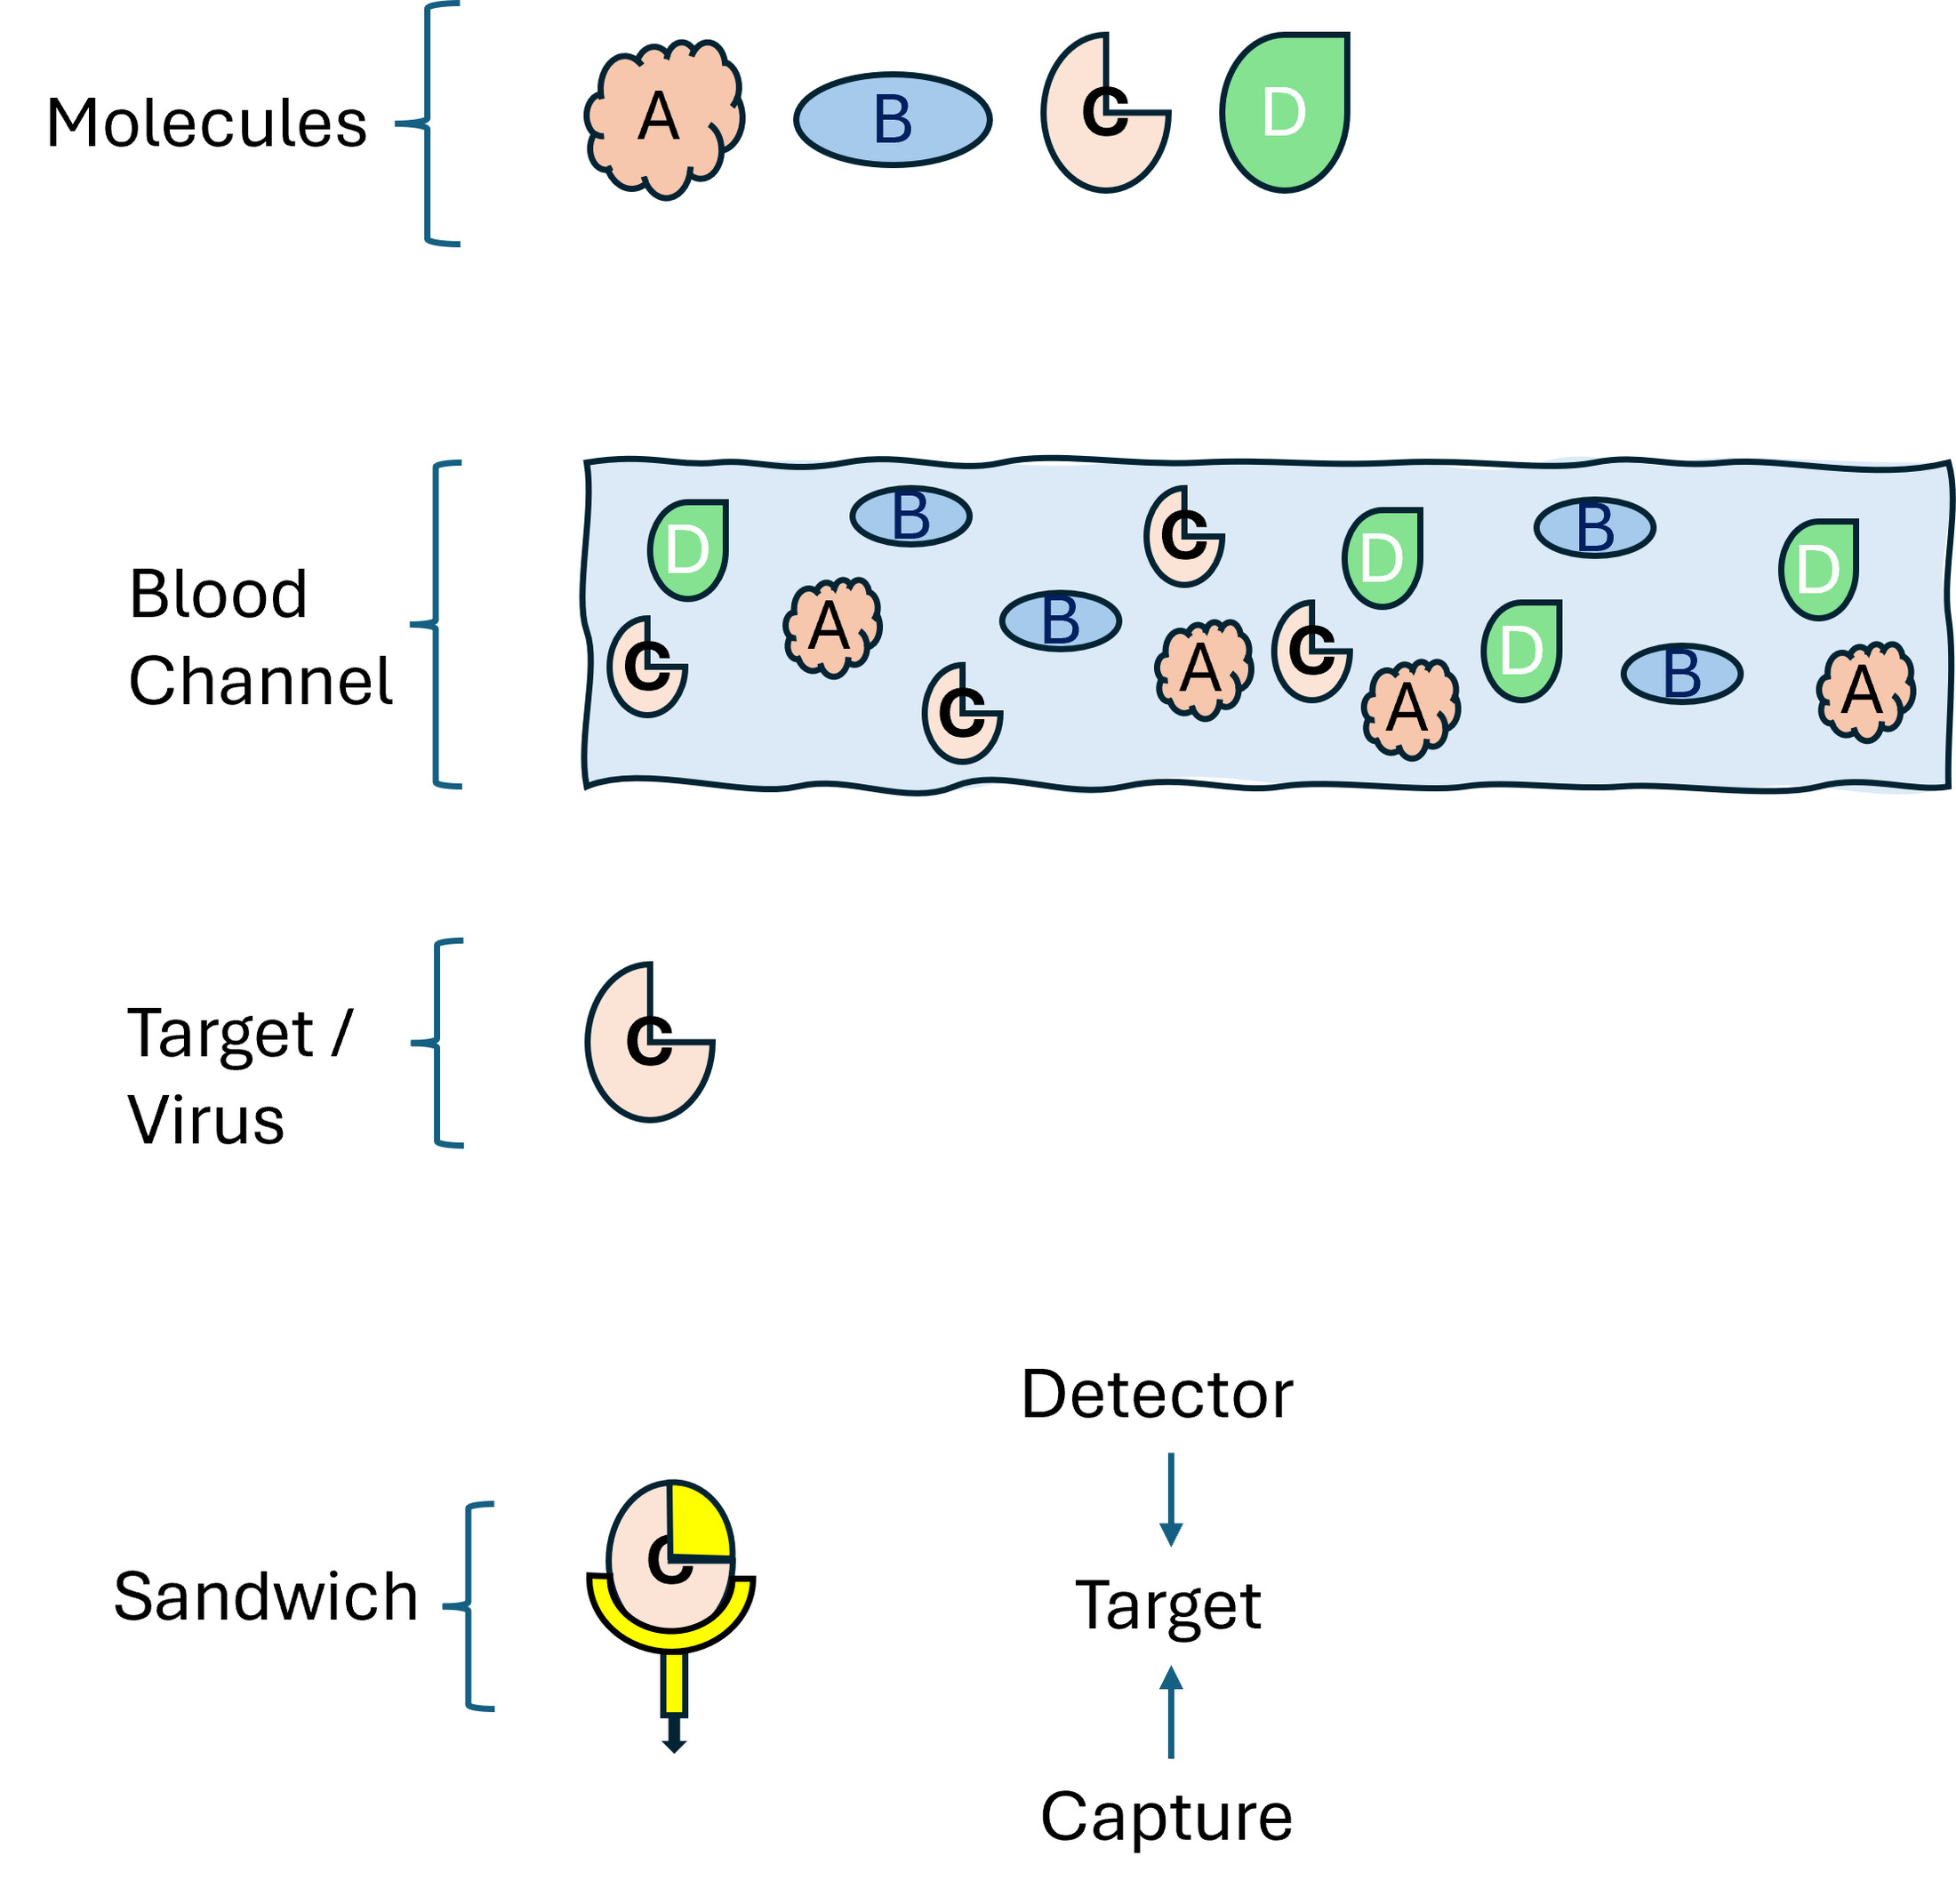 Molecules
A
B
C
D
Blood
Channel
D
B
C
D
B
D
C
A
B
C
A
C
A
D
B
A
Target /
Virus
C
Detector
Sandwich
C
Target
Capture